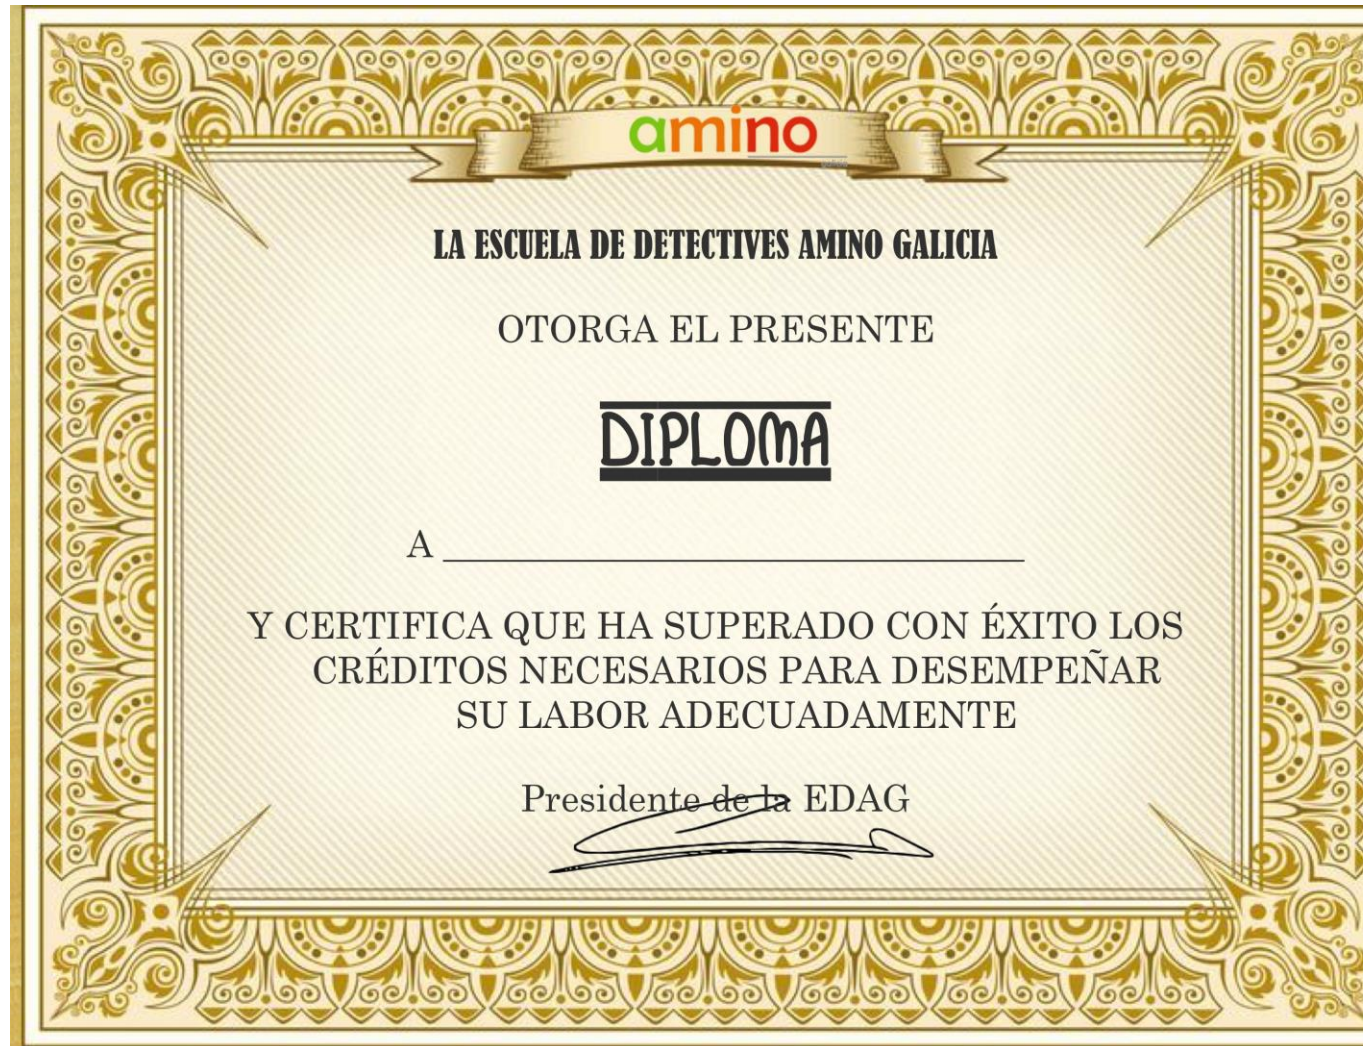 amino
LA ESCUELA DE DETECTIVES AMINO GALICIA
OTORGA EL PRESENTE
DIPLOMA
A
Y CERTIFICA QUE HA SUPERADO CON ÉXITO LOS
CRÉDITOS NECESARIOS PARA DESEMPEÑAR
SU LABOR ADECUADAMENTE
Presidente de la EDAG